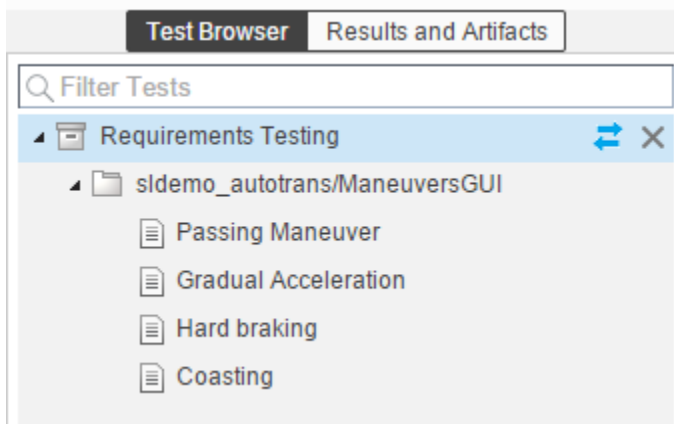 Test Browser Results and Artifacts
Filter Tests
Requirements Testing
sldemo_autotrans/ManeuversGUI
Passing Maneuver
Gradual Acceleration
Hard braking
Coasting